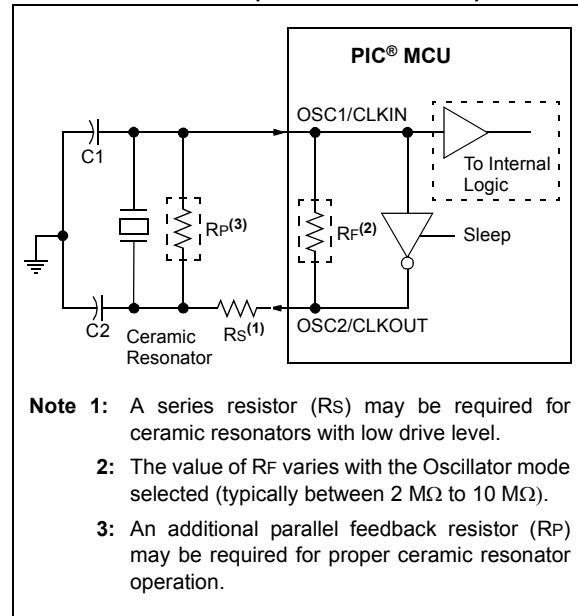 PIC® MCU
OSC1/CLKIN
C1
To Internal
Logic
RP(3)
RF(2)
Sleep
C2
Ceramic
Resonator
RS(1)
OSC2/CLKOUT
Note 1: A series resistor (RS) may be required for
ceramic resonators with low drive level.
2: The value of RF varies with the Oscillator mode
selected (typically between 2 MΩ to 10 MΩ).
3: An additional parallel feedback resistor (RP)
may be required for proper ceramic resonator
operation.